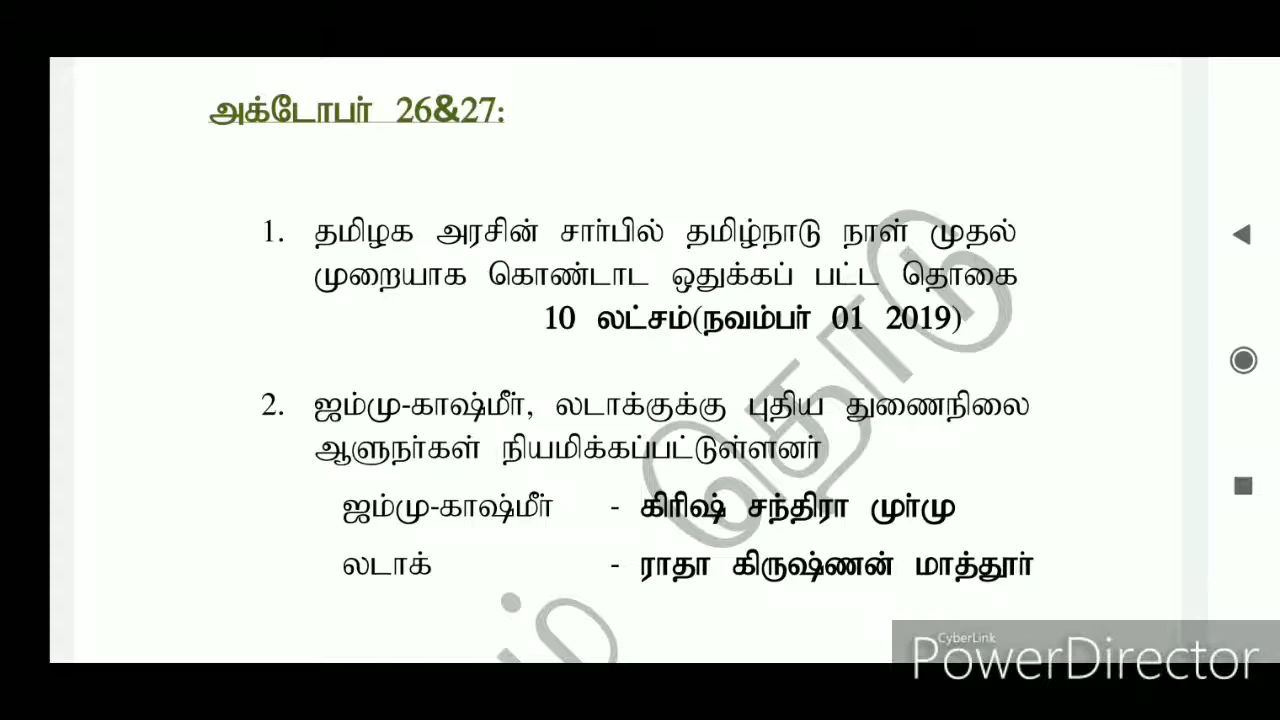 அக்டோபர் 26&27:
1. தமிழக அரசின் சார்பில் தமிழ்நாடு நாள் முதல்
முறையாக கொண்டாட ஒதுக்கப் பட்ட தொகை
10 லட்சம்(நவம்பர் 01 2019)
2. ஜம்மு-காஷ்மீர், லடாக்குக்கு புதிய துணைநிலை
ஆளுநர்கள் நியமிக்கப்பட்டுள்ளனர்
ஜம்மு-காஷ்மீர் - கிரிஷ் சந்திரா முர்மு
லடாக் - ராதா கிருஷ்ணன் மாத்தூர்
தொடு
CyberLink
PowerDirector